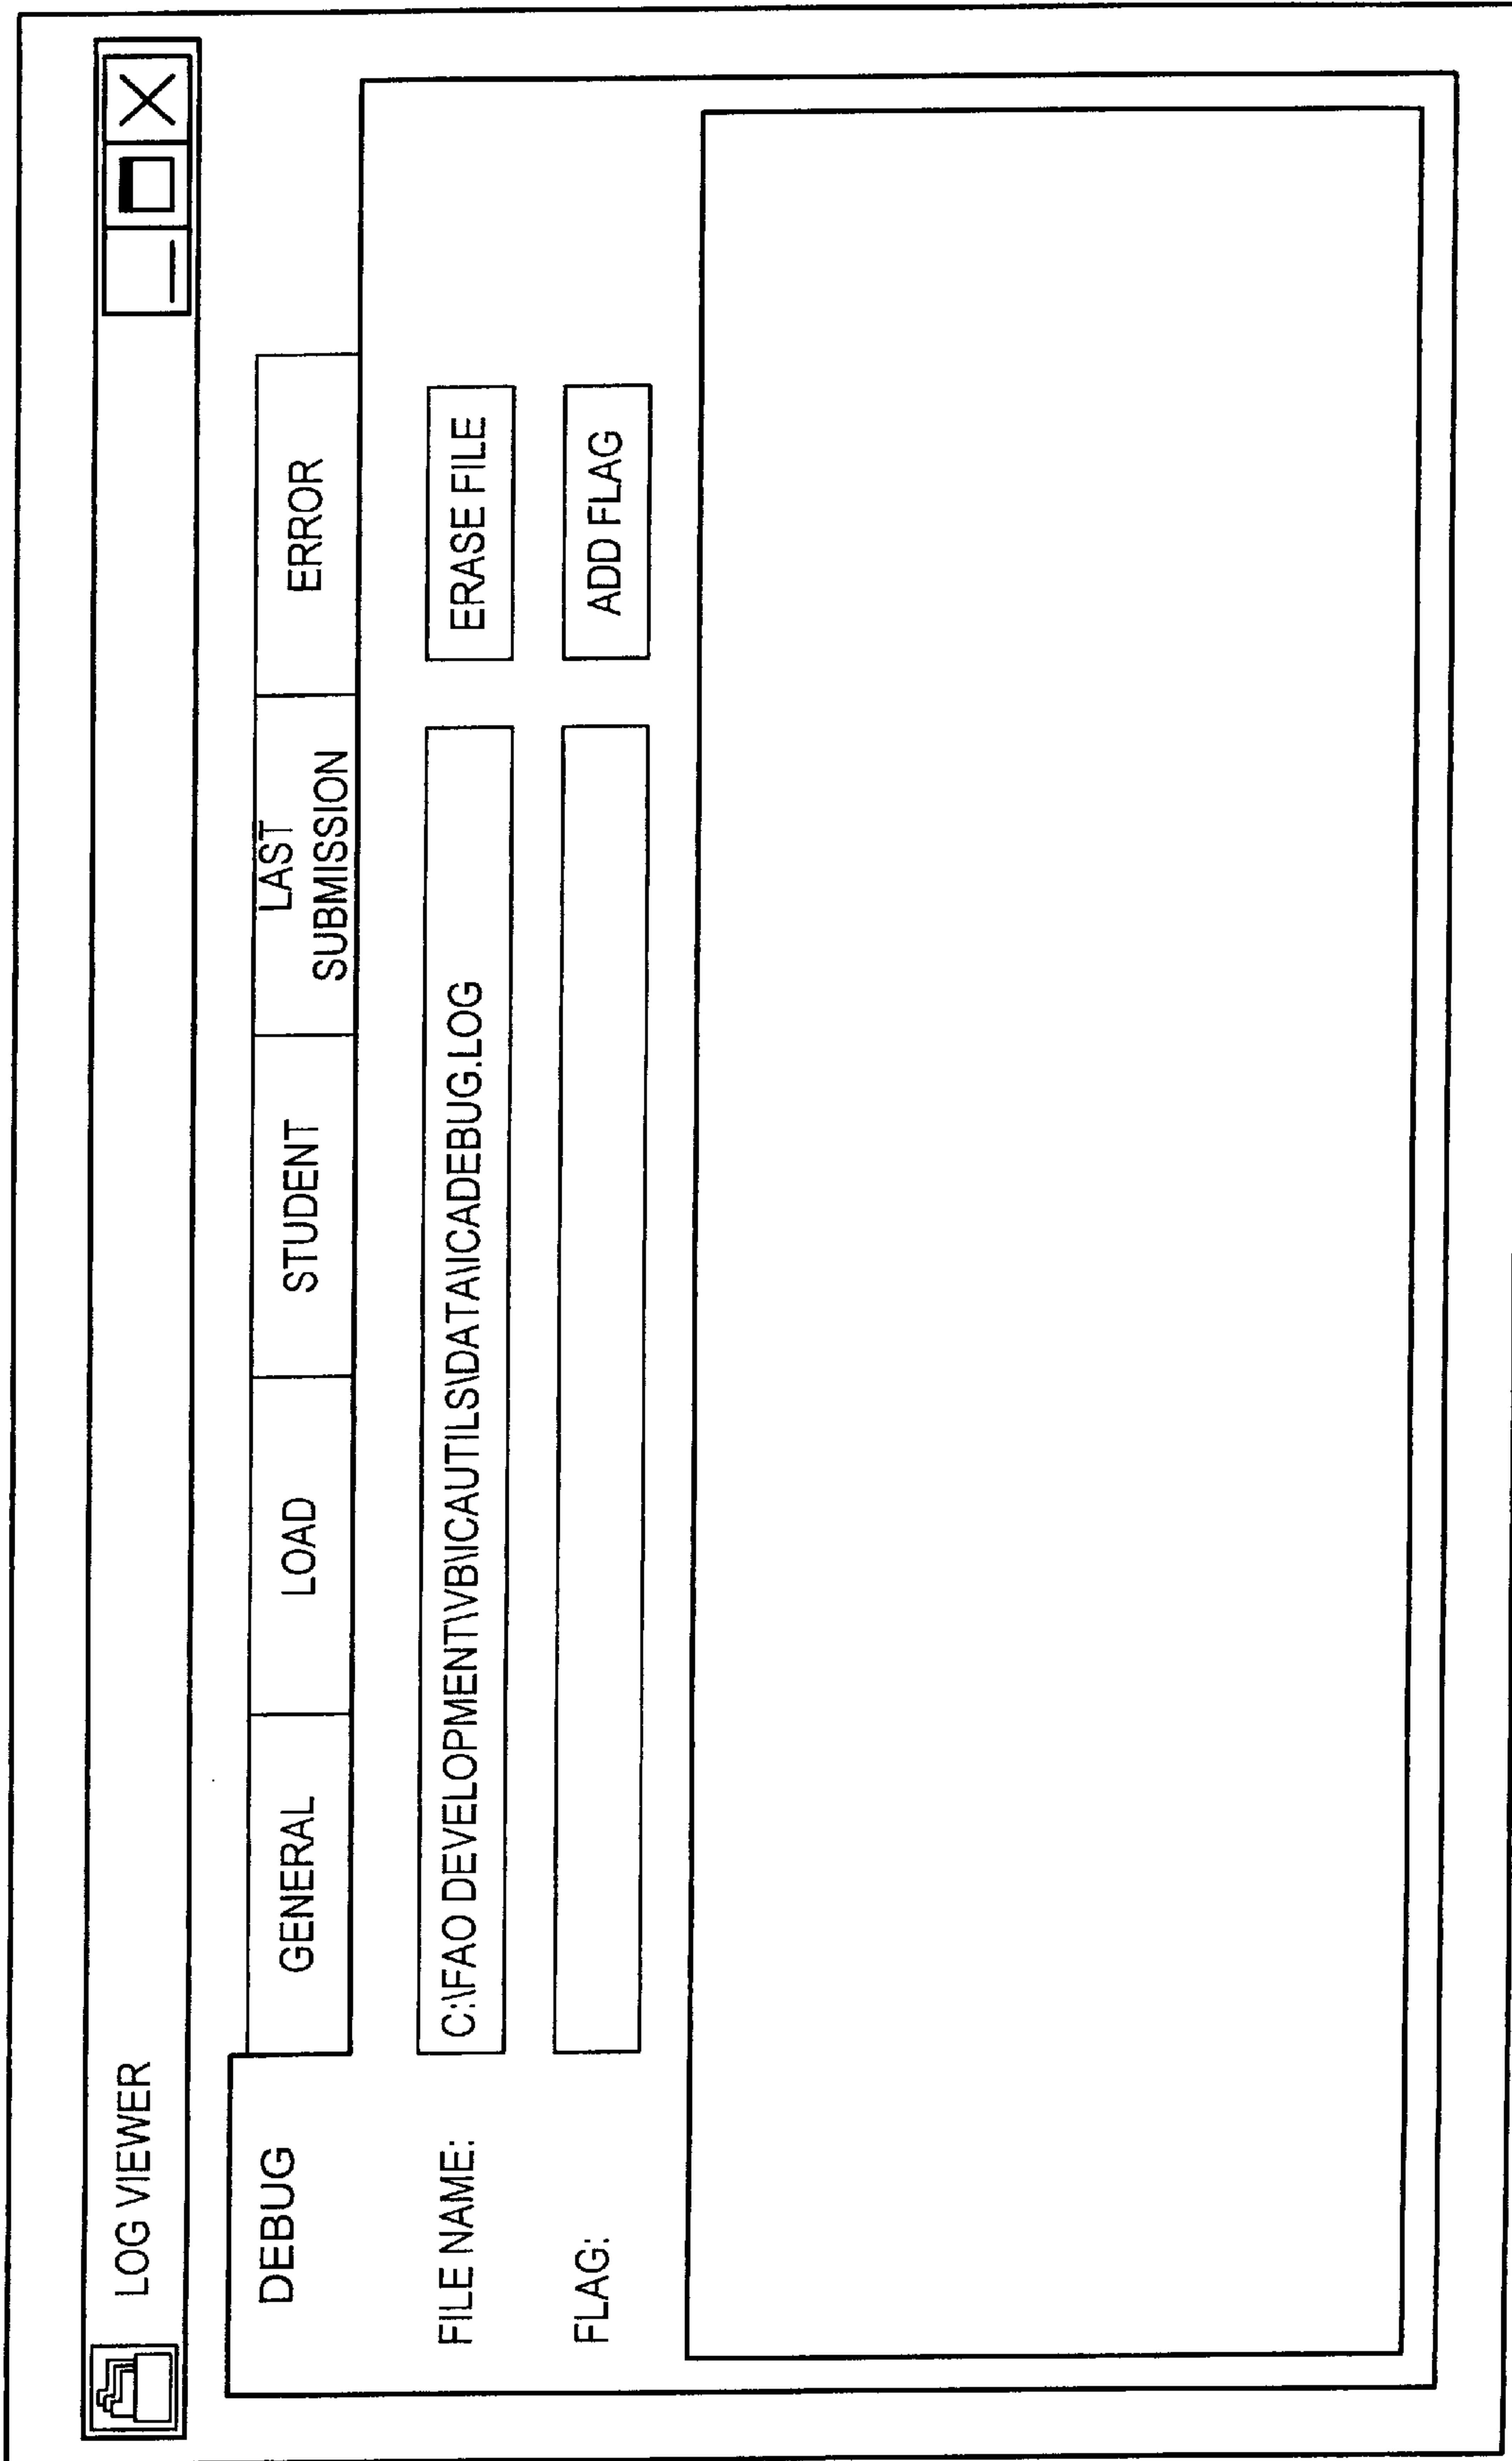 LOG VIEWER
DEBUG
GENERAL
LOAD
STUDENT
LAST
SUBMISSION
ERROR
FILE NAME:
C:\FAO DEVELOPMENT\VB\ICAUTILS\DATA\ICADEBUG.LOG
ERASE FILE
FLAG:
ADD FLAG